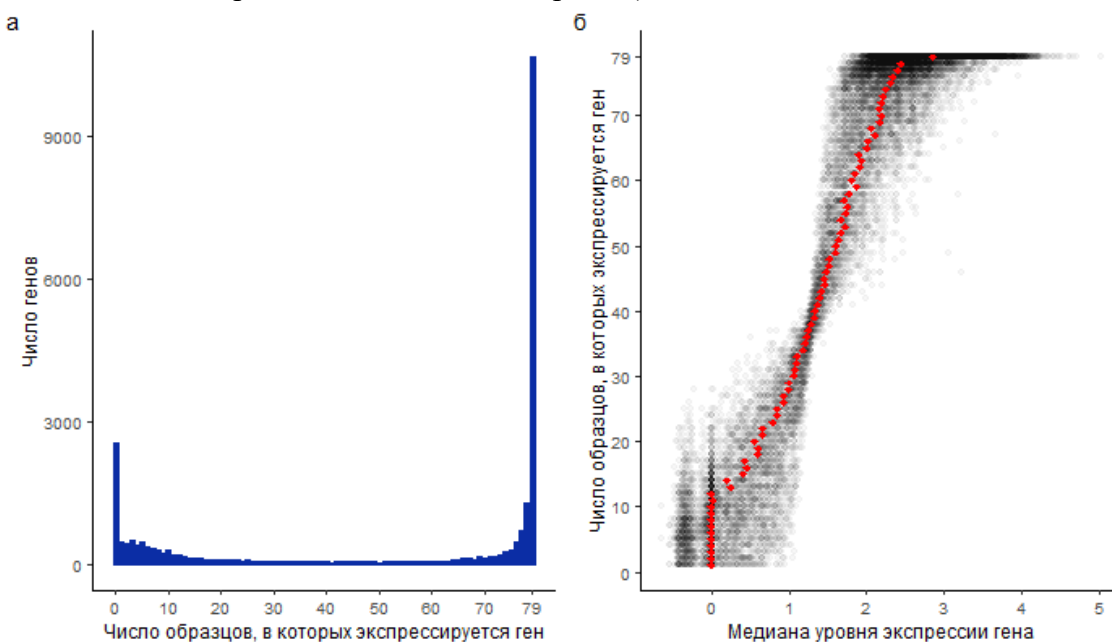 а
Число генов
9000
6000
3000
0
0 10 20 30 40 50 60 70 79
Число образцов, в которых экспрессируется ген
б
Число образцов, в которых экспрессируется ген
79
70
60
50
40
30
20
10
0
0 1 2 3 4 5
Медиана уровня экспрессии гена